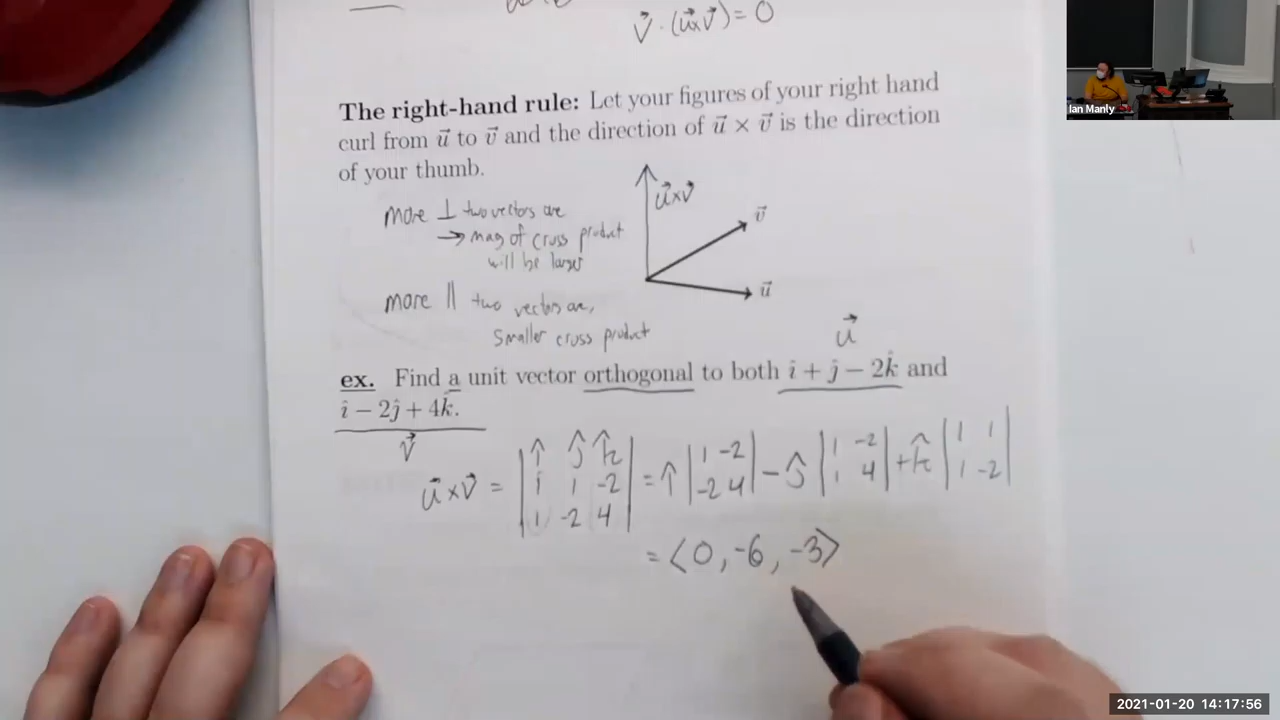 v⃗ · (u⃗×v⃗) = 0
The right-hand rule: Let your figures of your right hand
curl from u⃗ to v⃗ and the direction of u⃗ × v⃗ is the direction
of your thumb.
more ⊥ two vectors are
→ mag of cross product
will be larger
more || two vectors are,
smaller cross product
u⃗×v⃗
v⃗
u⃗
u⃗
ex. Find a unit vector orthogonal to both î + ĵ − 2k̂ and
î − 2ĵ + 4k̂.
v⃗
u⃗×v⃗ = | î ĵ k̂ | = î | 1 -2 | − ĵ | 1 -2 | + k̂ | 1 1 |
| 1 1 -2 | | -2 4 | | 1 4 | | 1 -2 |
| 1 -2 4 |
= ⟨0, -6, -3⟩
Ian Manly
2021-01-20 14:17:56